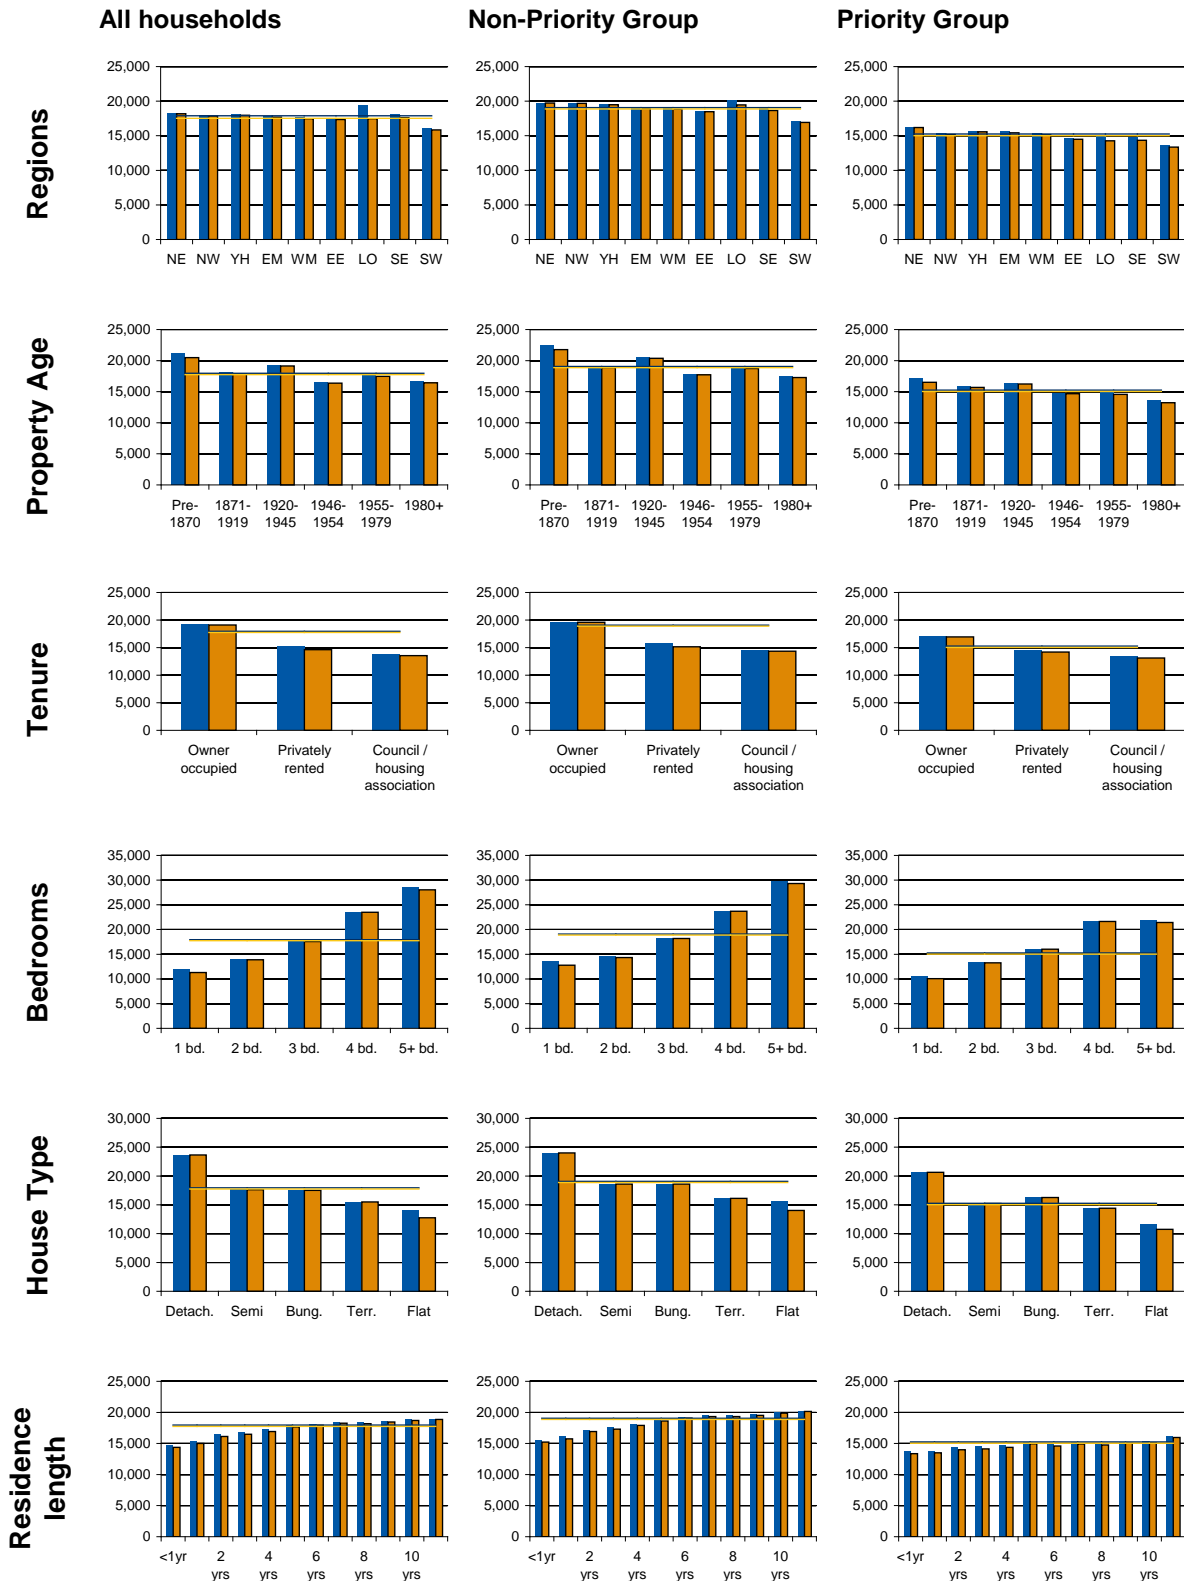 All households
Non-Priority Group
Priority Group
Regions
25,000
20,000
15,000
10,000
5,000
0
NE NW YH EM WM EE LO SE SW
25,000
20,000
15,000
10,000
5,000
0
NE NW YH EM WM EE LO SE SW
25,000
20,000
15,000
10,000
5,000
0
NE NW YH EM WM EE LO SE SW
Property Age
25,000
20,000
15,000
10,000
5,000
0
Pre- 1871- 1920- 1946- 1955- 1980+
1870 1919 1945 1954 1979
25,000
20,000
15,000
10,000
5,000
0
Pre- 1871- 1920- 1946- 1955- 1980+
1870 1919 1945 1954 1979
25,000
20,000
15,000
10,000
5,000
0
Pre- 1871- 1920- 1946- 1955- 1980+
1870 1919 1945 1954 1979
Tenure
25,000
20,000
15,000
10,000
5,000
0
Owner Privately Council /
occupied rented housing
association
25,000
20,000
15,000
10,000
5,000
0
Owner Privately Council /
occupied rented housing
association
25,000
20,000
15,000
10,000
5,000
0
Owner Privately Council /
occupied rented housing
association
Bedrooms
35,000
30,000
25,000
20,000
15,000
10,000
5,000
0
1 bd. 2 bd. 3 bd. 4 bd. 5+ bd.
35,000
30,000
25,000
20,000
15,000
10,000
5,000
0
1 bd. 2 bd. 3 bd. 4 bd. 5+ bd.
35,000
30,000
25,000
20,000
15,000
10,000
5,000
0
1 bd. 2 bd. 3 bd. 4 bd. 5+ bd.
House Type
30,000
25,000
20,000
15,000
10,000
5,000
0
Detach. Semi Bung. Terr. Flat
30,000
25,000
20,000
15,000
10,000
5,000
0
Detach. Semi Bung. Terr. Flat
30,000
25,000
20,000
15,000
10,000
5,000
0
Detach. Semi Bung. Terr. Flat
Residence
length
25,000
20,000
15,000
10,000
5,000
0
<1yr 2 4 6 8 10
yrs yrs yrs yrs yrs
25,000
20,000
15,000
10,000
5,000
0
<1yr 2 4 6 8 10
yrs yrs yrs yrs yrs
25,000
20,000
15,000
10,000
5,000
0
<1yr 2 4 6 8 10
yrs yrs yrs yrs yrs